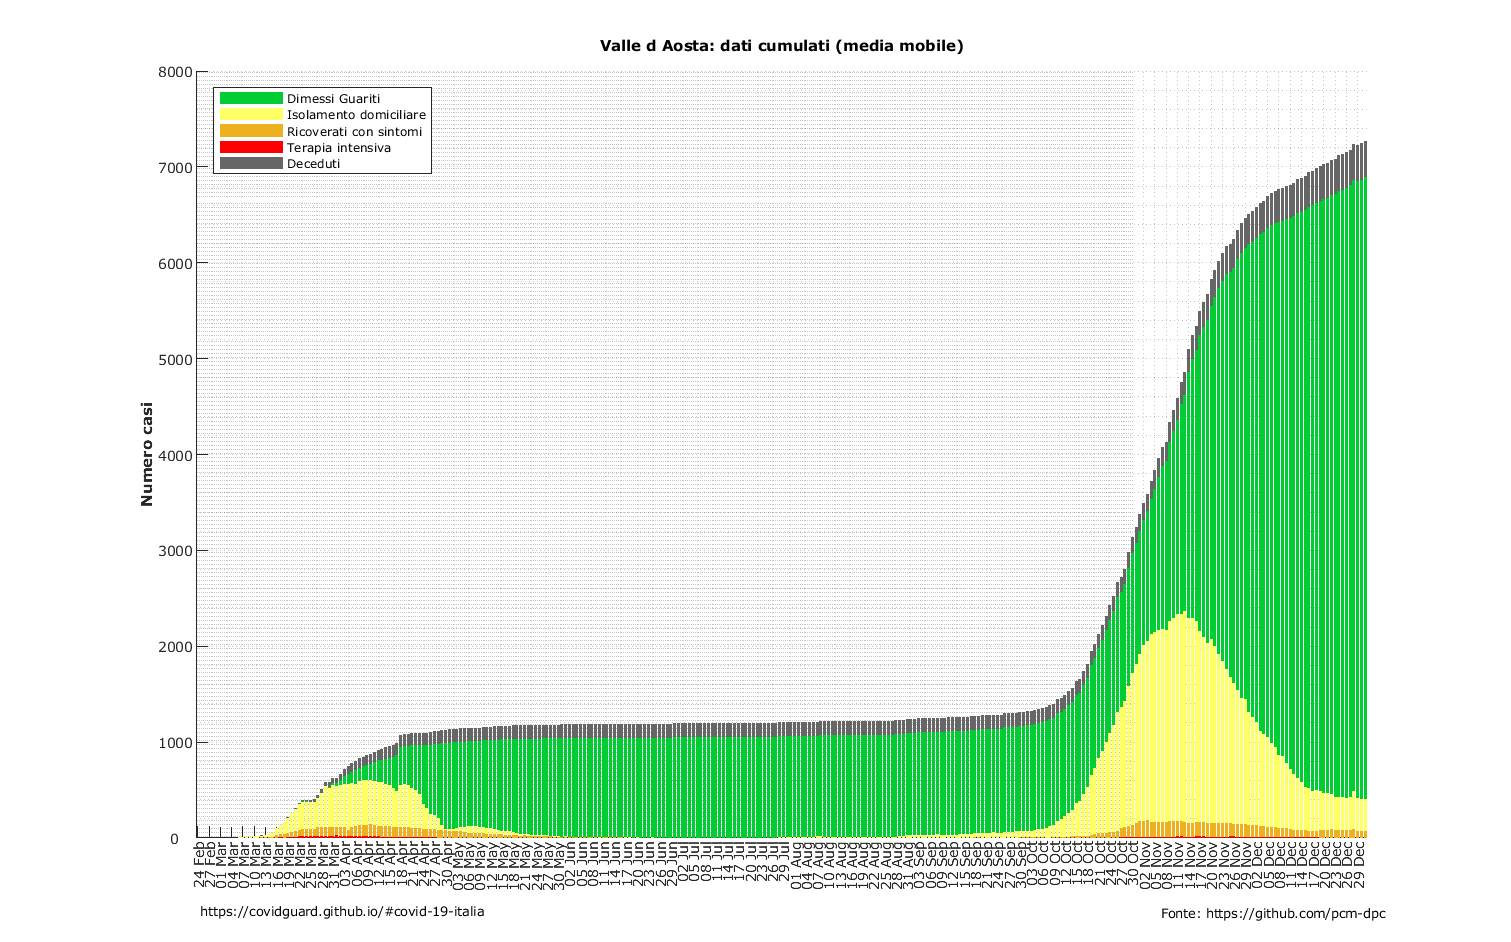 Valle d Aosta: dati cumulati (media mobile)
8000
7000
6000
5000
4000
3000
2000
1000
0
Numero casi
Dimessi Guariti
Isolamento domiciliare
Ricoverati con sintomi
Terapia intensiva
Deceduti
24 Feb
27 Feb
01 Mar
04 Mar
07 Mar
10 Mar
13 Mar
16 Mar
19 Mar
22 Mar
25 Mar
28 Mar
31 Mar
03 Apr
06 Apr
09 Apr
12 Apr
15 Apr
18 Apr
21 Apr
24 Apr
27 Apr
30 Apr
03 May
06 May
09 May
12 May
15 May
18 May
21 May
24 May
27 May
30 May
02 Jun
05 Jun
08 Jun
11 Jun
14 Jun
17 Jun
20 Jun
23 Jun
26 Jun
29 Jun
02 Jul
05 Jul
08 Jul
11 Jul
14 Jul
17 Jul
20 Jul
23 Jul
26 Jul
29 Jul
01 Aug
04 Aug
07 Aug
10 Aug
13 Aug
16 Aug
19 Aug
22 Aug
25 Aug
28 Aug
31 Aug
03 Sep
06 Sep
09 Sep
12 Sep
15 Sep
18 Sep
21 Sep
24 Sep
27 Sep
30 Sep
03 Oct
06 Oct
09 Oct
12 Oct
15 Oct
18 Oct
21 Oct
24 Oct
27 Oct
30 Oct
02 Nov
05 Nov
08 Nov
11 Nov
14 Nov
17 Nov
20 Nov
23 Nov
26 Nov
29 Nov
02 Dec
05 Dec
08 Dec
11 Dec
14 Dec
17 Dec
20 Dec
23 Dec
26 Dec
29 Dec
https://covidguard.github.io/#covid-19-italia
Fonte: https://github.com/pcm-dpc